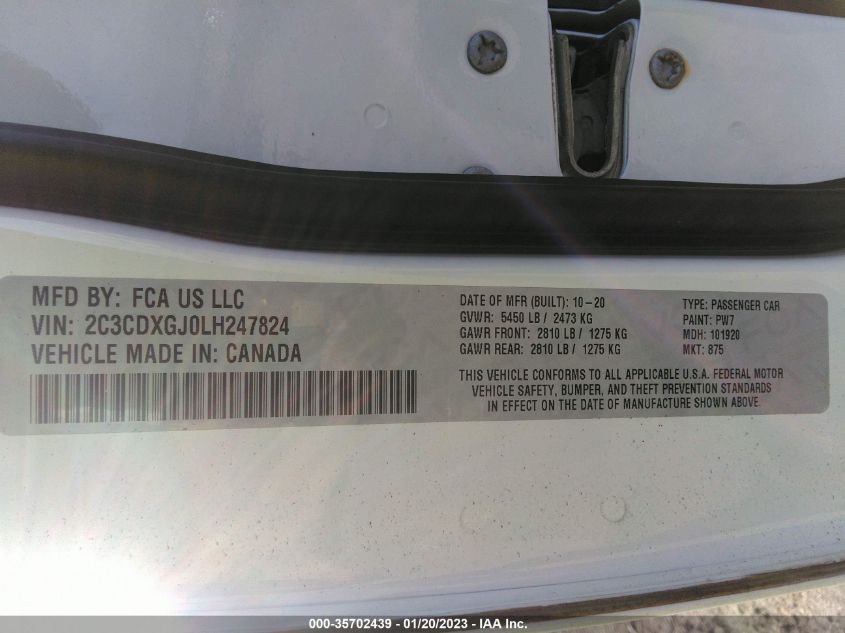 MFD BY: FCA US LLC
VIN: 2C3CDXGJ0LH247824
VEHICLE MADE IN: CANADA
DATE OF MFR (BUILT): 10-20
GVWR: 5450 LB / 2473 KG
GAWR FRONT: 2810 LB / 1275 KG
GAWR REAR: 2810 LB / 1275 KG
TYPE: PASSENGER CAR
PAINT: PW7
MDH: 101920
MKT: 875
THIS VEHICLE CONFORMS TO ALL APPLICABLE U.S.A. FEDERAL MOTOR
VEHICLE SAFETY, BUMPER, AND THEFT PREVENTION STANDARDS
IN EFFECT ON THE DATE OF MANUFACTURE SHOWN ABOVE.
000-35702439 - 01/20/2023 - IAA Inc.